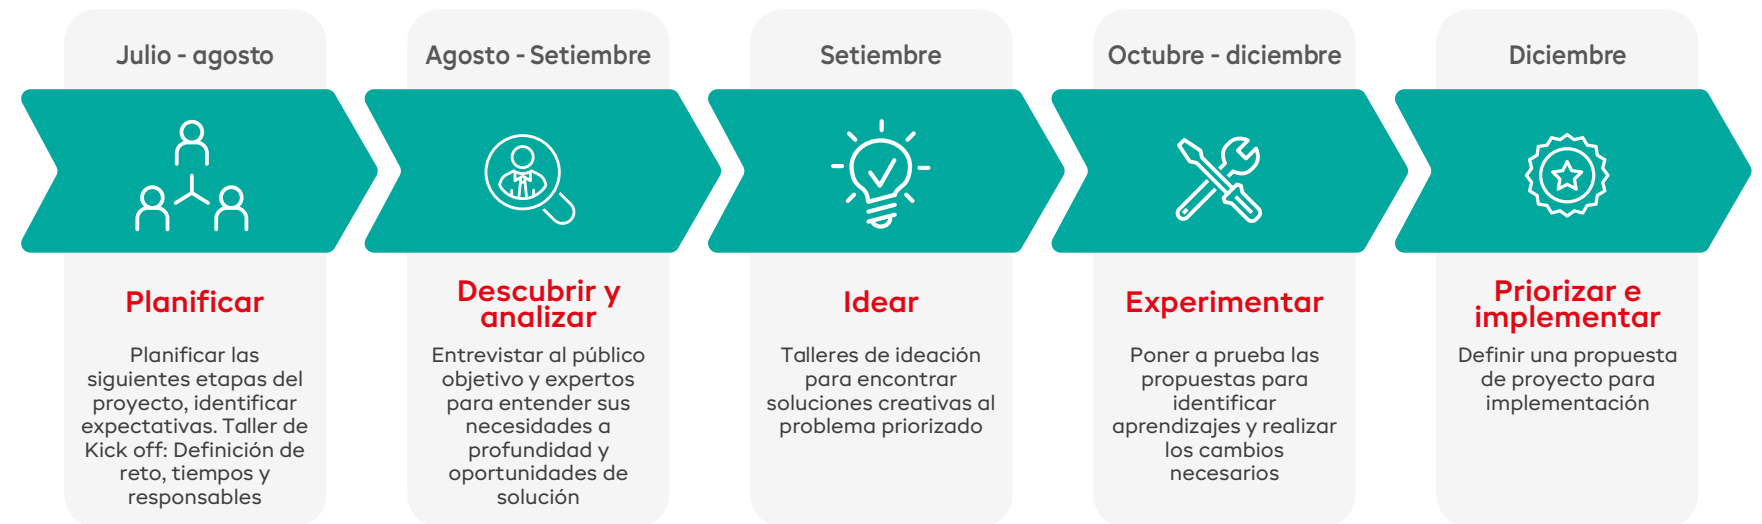 Julio - agosto
Planificar
Planificar las
siguientes etapas del
proyecto, identificar
expectativas. Taller de
Kick off: Definición de
reto, tiempos y
responsables
Agosto - Setiembre
Descubrir y
analizar
Entrevistar al público
objetivo y expertos
para entender sus
necesidades a
profundidad y
oportunidades de
solución
Setiembre
Idear
Talleres de ideación
para encontrar
soluciones creativas al
problema priorizado
Octubre - diciembre
Experimentar
Poner a prueba las
propuestas para
identificar
aprendizajes y realizar
los cambios
necesarios
Diciembre
Priorizar e
implementar
Definir una propuesta
de proyecto para
implementación